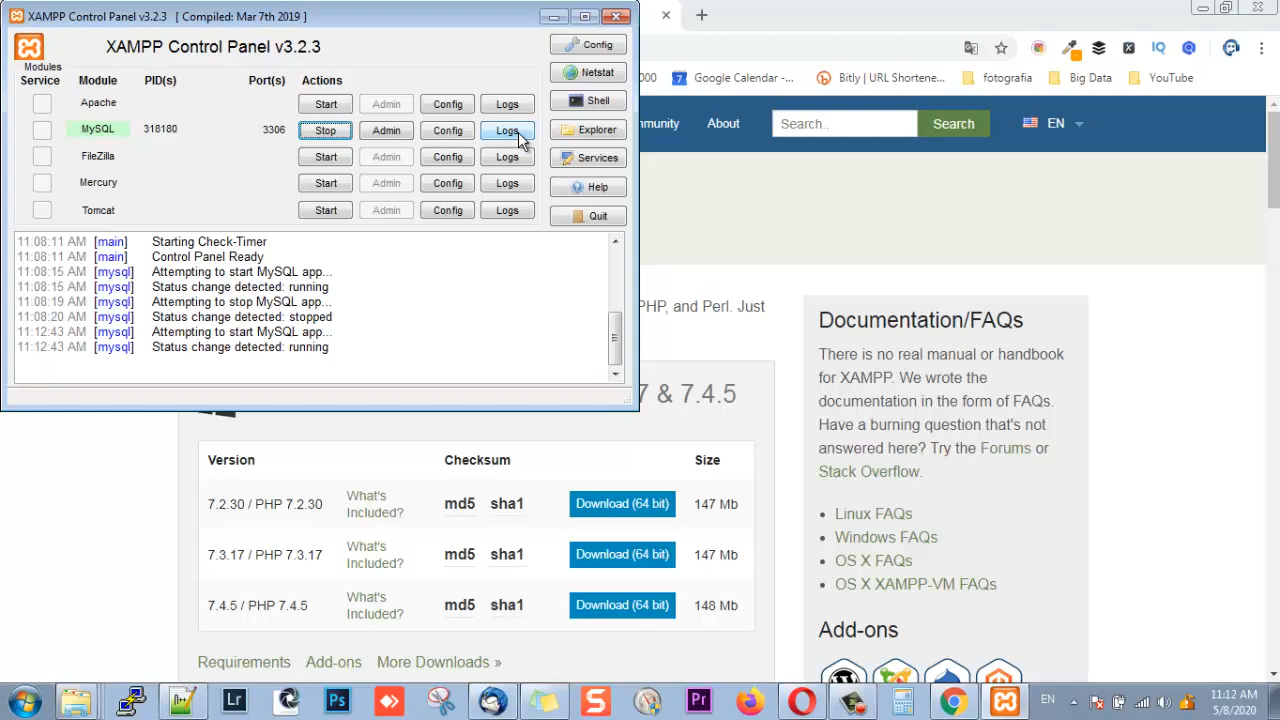 XAMPP Control Panel v3.2.3 [ Compiled: Mar 7th 2019 ]
XAMPP Control Panel v3.2.3
Config
Modules
Service Module PID(s) Port(s) Actions
Netstat
Apache Start Admin Config Logs
Shell
MySQL 318180 3306 Stop Admin Config Logs
Explorer
FileZilla Start Admin Config Logs
Services
Mercury Start Admin Config Logs
Help
Tomcat Start Admin Config Logs
Quit
11:08:11 AM [main] Starting Check-Timer
11:08:11 AM [main] Control Panel Ready
11:08:15 AM [mysql] Attempting to start MySQL app...
11:08:15 AM [mysql] Status change detected: running
11:08:19 AM [mysql] Attempting to stop MySQL app...
11:08:20 AM [mysql] Status change detected: stopped
11:12:43 AM [mysql] Attempting to start MySQL app...
11:12:43 AM [mysql] Status change detected: running
IQ
000 7 Google Calendar -... Bitly | URL Shortene... fotografia Big Data YouTube
munity About Search.. Search EN
PHP, and Perl. Just
7 & 7.4.5
Version Checksum Size
7.2.30 / PHP 7.2.30 What's Included? md5 sha1 Download (64 bit) 147 Mb
7.3.17 / PHP 7.3.17 What's Included? md5 sha1 Download (64 bit) 147 Mb
7.4.5 / PHP 7.4.5 What's Included? md5 sha1 Download (64 bit) 148 Mb
Requirements Add-ons More Downloads »
Documentation/FAQs
There is no real manual or handbook
for XAMPP. We wrote the
documentation in the form of FAQs.
Have a burning question that's not
answered here? Try the Forums or
Stack Overflow.
• Linux FAQs
• Windows FAQs
• OS X FAQs
• OS X XAMPP-VM FAQs
Add-ons
Lr Ps S Pr EN 11:12 AM
5/8/2020